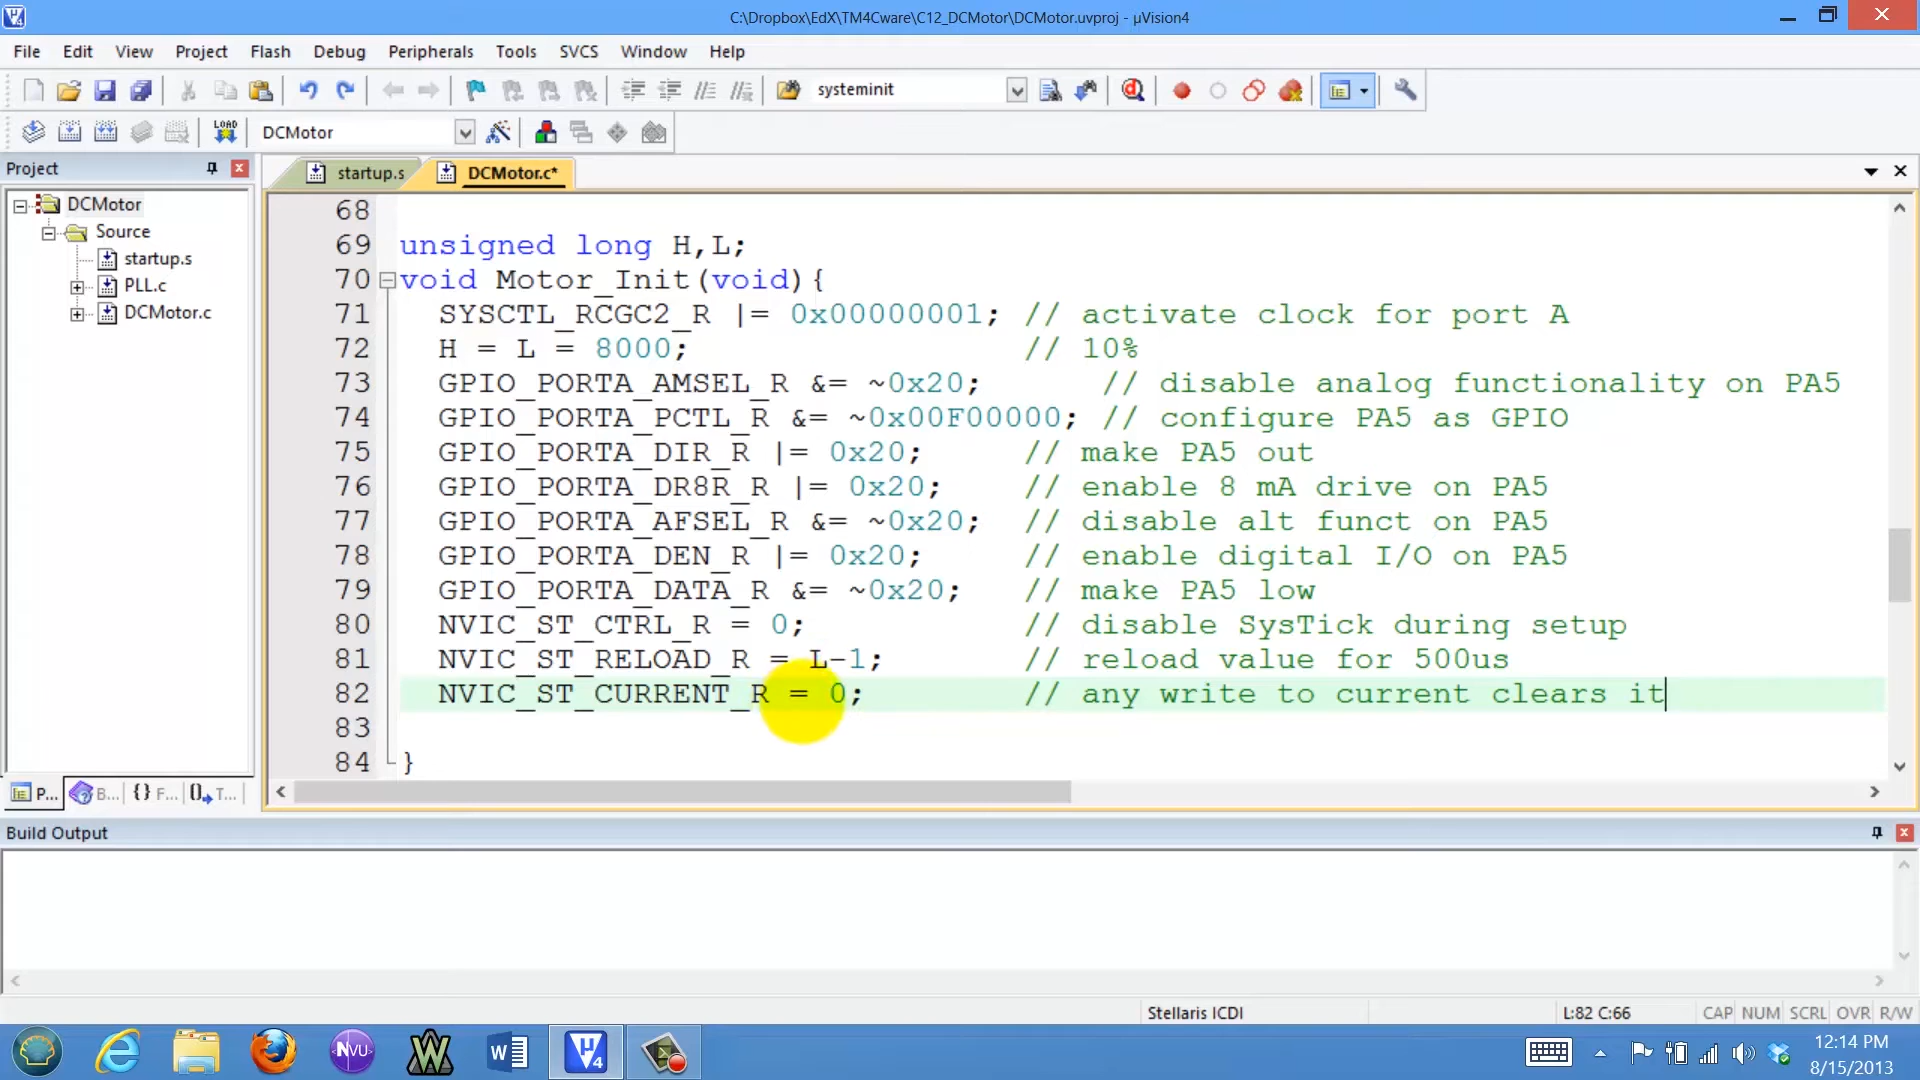 C:\Dropbox\EdX\TM4Cware\C12_DCMotor\DCMotor.uvproj - µVision4
File Edit View Project Flash Debug Peripherals Tools SVCS Window Help
systeminit
LOAD DCMotor
Project
startup.s DCMotor.c*
DCMotor
Source
startup.s
PLL.c
DCMotor.c
68
69 unsigned long H,L;
70 void Motor_Init(void){
71 SYSCTL_RCGC2_R |= 0x00000001; // activate clock for port A
72 H = L = 8000; // 10%
73 GPIO_PORTA_AMSEL_R &= ~0x20; // disable analog functionality on PA5
74 GPIO_PORTA_PCTL_R &= ~0x00F00000; // configure PA5 as GPIO
75 GPIO_PORTA_DIR_R |= 0x20; // make PA5 out
76 GPIO_PORTA_DR8R_R |= 0x20; // enable 8 mA drive on PA5
77 GPIO_PORTA_AFSEL_R &= ~0x20; // disable alt funct on PA5
78 GPIO_PORTA_DEN_R |= 0x20; // enable digital I/O on PA5
79 GPIO_PORTA_DATA_R &= ~0x20; // make PA5 low
80 NVIC_ST_CTRL_R = 0; // disable SysTick during setup
81 NVIC_ST_RELOAD_R = L-1; // reload value for 500us
82 NVIC_ST_CURRENT_R = 0; // any write to current clears it
83
84 }
P... B... {} F... T...
Build Output
Stellaris ICDI L:82 C:66 CAP NUM SCRL OVR R/W
NVU W W µ4
12:14 PM
8/15/2013